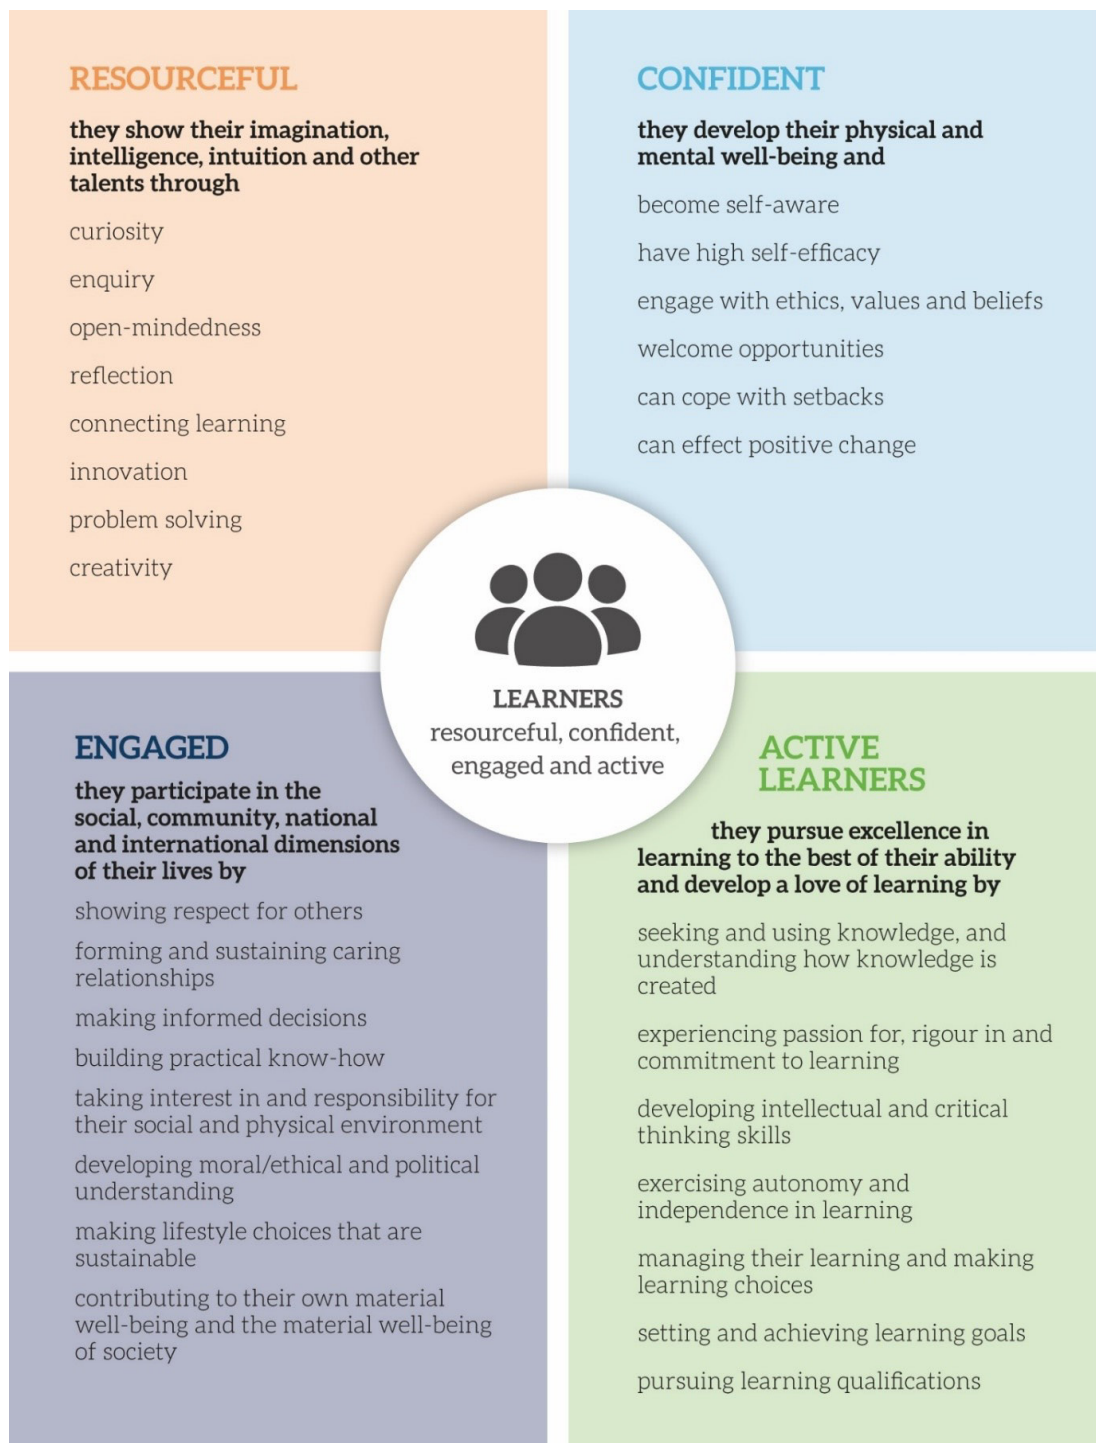 RESOURCEFUL
they show their imagination,
intelligence, intuition and other
talents through
curiosity
enquiry
open-mindedness
reflection
connecting learning
innovation
problem solving
creativity
CONFIDENT
they develop their physical and
mental well-being and
become self-aware
have high self-efficacy
engage with ethics, values and beliefs
welcome opportunities
can cope with setbacks
can effect positive change
LEARNERS
resourceful, confident,
engaged and active
ENGAGED
they participate in the
social, community, national
and international dimensions
of their lives by
showing respect for others
forming and sustaining caring
relationships
making informed decisions
building practical know-how
taking interest in and responsibility for
their social and physical environment
developing moral/ethical and political
understanding
making lifestyle choices that are
sustainable
contributing to their own material
well-being and the material well-being
of society
ACTIVE
LEARNERS
they pursue excellence in
learning to the best of their ability
and develop a love of learning by
seeking and using knowledge, and
understanding how knowledge is
created
experiencing passion for, rigour in and
commitment to learning
developing intellectual and critical
thinking skills
exercising autonomy and
independence in learning
managing their learning and making
learning choices
setting and achieving learning goals
pursuing learning qualifications